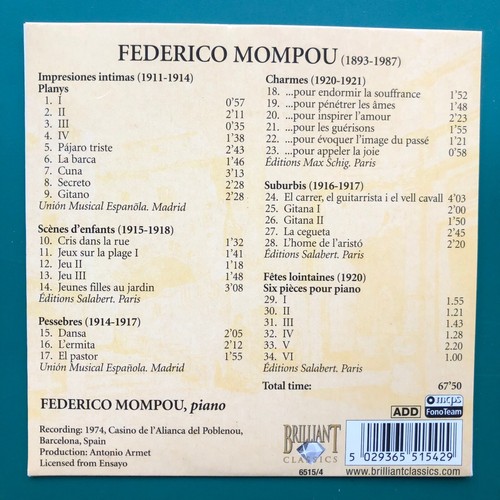 FEDERICO MOMPOU (1893-1987)
Impresiones intimas (1911-1914)
Planys
1. I 0'57
2. II 2'11
3. III 0'35
4. IV 1'38
5. Pájaro triste 2'43
6. La barca 1'46
7. Cuna 3'13
8. Secreto 2'28
9. Gitano 2'28
Unión Musical Espanõla. Madrid
Scènes d'enfants (1915-1918)
10. Cris dans la rue 1'32
11. Jeux sur la plage I 1'41
12. Jeu II 1'18
13. Jeu III 1'48
14. Jeunes filles au jardin 3'08
Éditions Salabert. Paris
Pessebres (1914-1917)
15. Dansa 2'05
16. L'ermita 2'12
17. El pastor 1'55
Unión Musical Española. Madrid
FEDERICO MOMPOU, piano
Recording: 1974, Casino de l'Alianca del Poblenou,
Barcelona, Spain
Production: Antonio Armet
Licensed from Ensayo
Charmes (1920-1921)
18. ...pour endormir la souffrance 1'52
19. ...pour pénétrer les âmes 1'48
20. ...pour inspirer l'amour 2'23
21. ...pour les guérisons 1'55
22. ...pour évoquer l'image du passé 1'21
23. ...pour appeler la joie 0'58
Éditions Max Schig. Paris
Suburbis (1916-1917)
24. El carrer, el guitarrista i el vell cavall 4'03
25. Gitana I 2'00
26. Gitana II 1'50
27. La cegueta 2'45
28. L'home de l'aristó 2'20
Éditions Salabert. Paris
Fêtes lointaines (1920)
Six pièces pour piano
29. I 1.55
30. II 1.21
31. III 1.43
32. IV 1.28
33. V 2.20
34. VI 1.00
Éditions Salabert. Paris
Total time: 67'50
ADD
mcps
FonoTeam
BRILLIANT
CLASSICS
6515/4
5 029365 515429
www.brilliantclassics.com